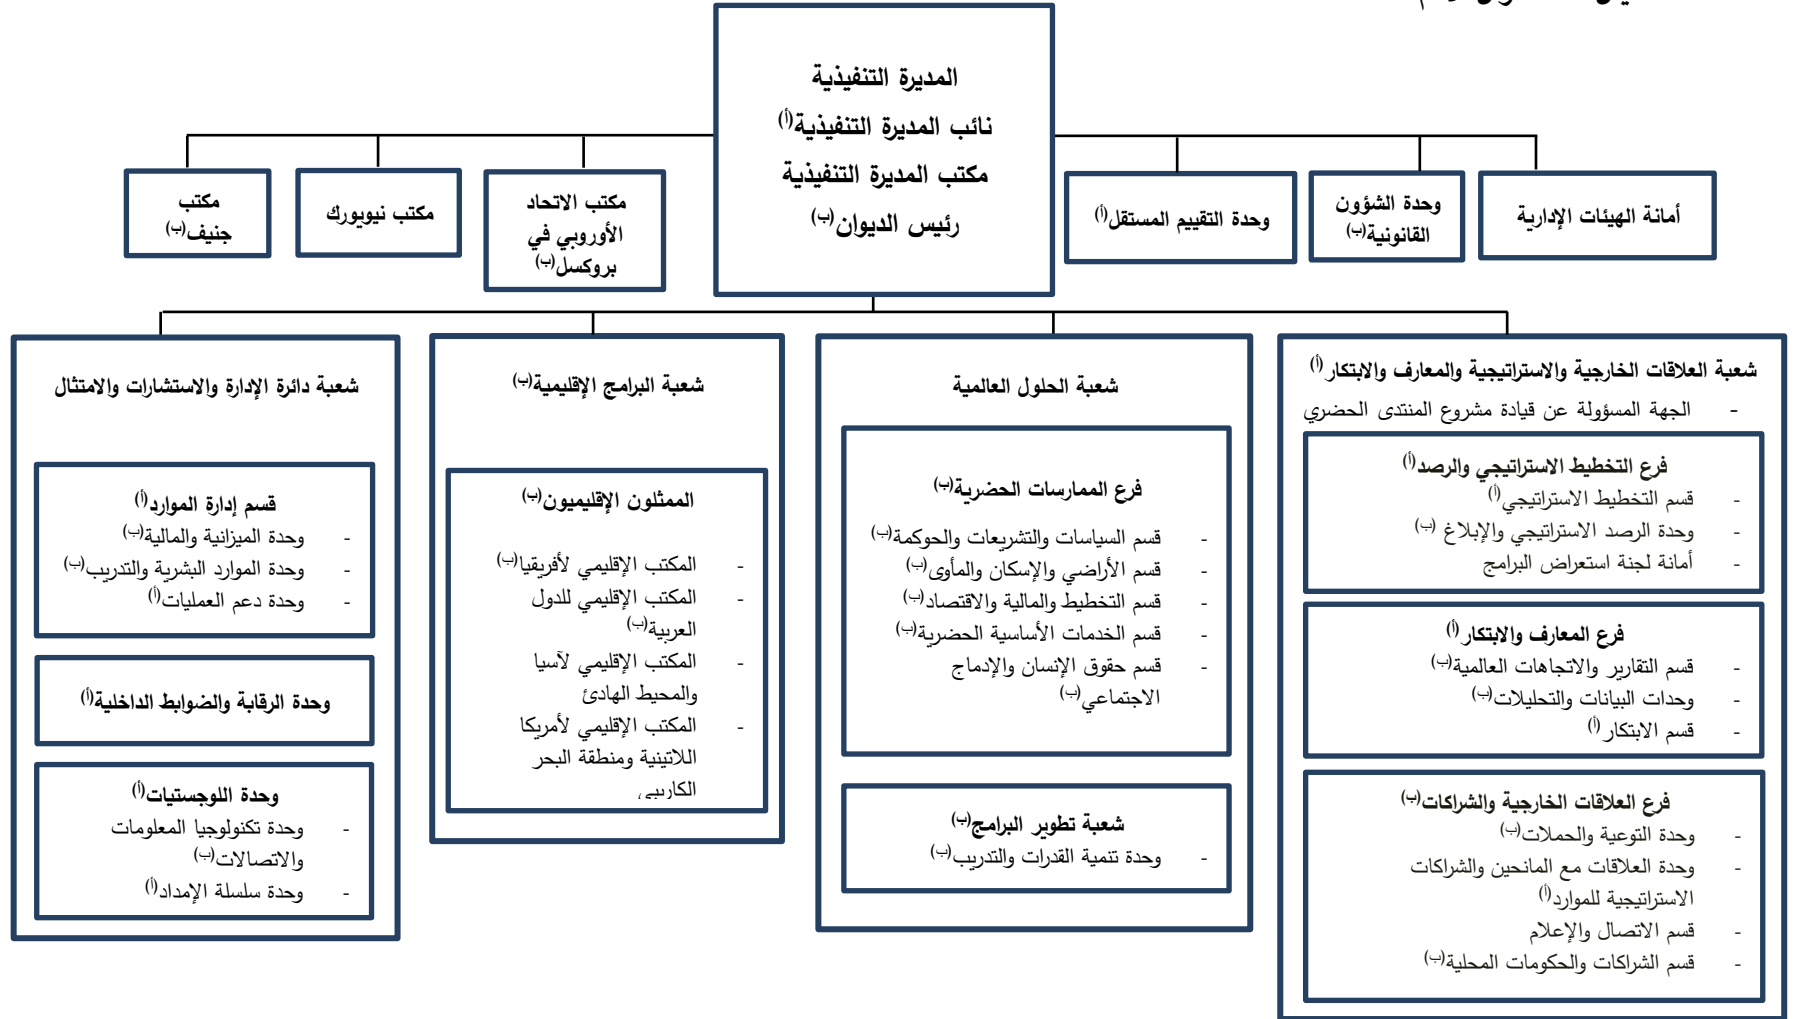 المديرة التنفيذية
نائب المديرة التنفيذية(أ)
مكتب المديرة التنفيذية
رئيس الديوان(ب)
أمانة الهيئات الإدارية
وحدة الشؤون
القانونية(ب)
وحدة التقييم المستقل(أ)
مكتب الاتحاد
الأوروبي في
بروكسل(ب)
مكتب نيويورك
مكتب
جنيف(ب)
شعبة العلاقات الخارجية والاستراتيجية والمعارف والابتكار(أ)
- الجهة المسؤولة عن قيادة مشروع المنتدى الحضري
فرع التخطيط الاستراتيجي والرصد(أ)
- قسم التخطيط الاستراتيجي(أ)
- وحدة الرصد الاستراتيجي والإبلاغ (ب)
- أمانة لجنة استعراض البرامج
فرع المعارف والابتكار(أ)
- قسم التقارير والاتجاهات العالمية(ب)
- وحدات البيانات والتحليلات(ب)
- قسم الابتكار(أ)
فرع العلاقات الخارجية والشراكات(ب)
- وحدة التوعية والحملات(ب)
- وحدة العلاقات مع المانحين والشراكات
الاستراتيجية للموارد(أ)
- قسم الاتصال والإعلام
- قسم الشراكات والحكومات المحلية(ب)
شعبة الحلول العالمية
فرع الممارسات الحضرية(ب)
- قسم السياسات والتشريعات والحوكمة(ب)
- قسم الأراضي والإسكان والمأوى(ب)
- قسم التخطيط والمالية والاقتصاد(ب)
- قسم الخدمات الأساسية الحضرية(ب)
- قسم حقوق الإنسان والإدماج
الاجتماعي(ب)
شعبة تطوير البرامج(ب)
- وحدة تنمية القدرات والتدريب(ب)
شعبة البرامج الإقليمية(ب)
الممثلون الإقليميون(ب)
- المكتب الإقليمي لأفريقيا(ب)
- المكتب الإقليمي للدول
العربية(ب)
- المكتب الإقليمي لآسيا
والمحيط الهادئ
- المكتب الإقليمي لأمريكا
اللاتينية ومنطقة البحر
الكاريبي
شعبة دائرة الإدارة والاستشارات والامتثال
قسم إدارة الموارد(أ)
- وحدة الميزانية والمالية(ب)
- وحدة الموارد البشرية والتدريب(ب)
- وحدة دعم العمليات(أ)
وحدة الرقابة والضوابط الداخلية(أ)
وحدة اللوجستيات(أ)
- وحدة تكنولوجيا المعلومات
والاتصالات(ب)
- وحدة سلسلة الإمداد(أ)